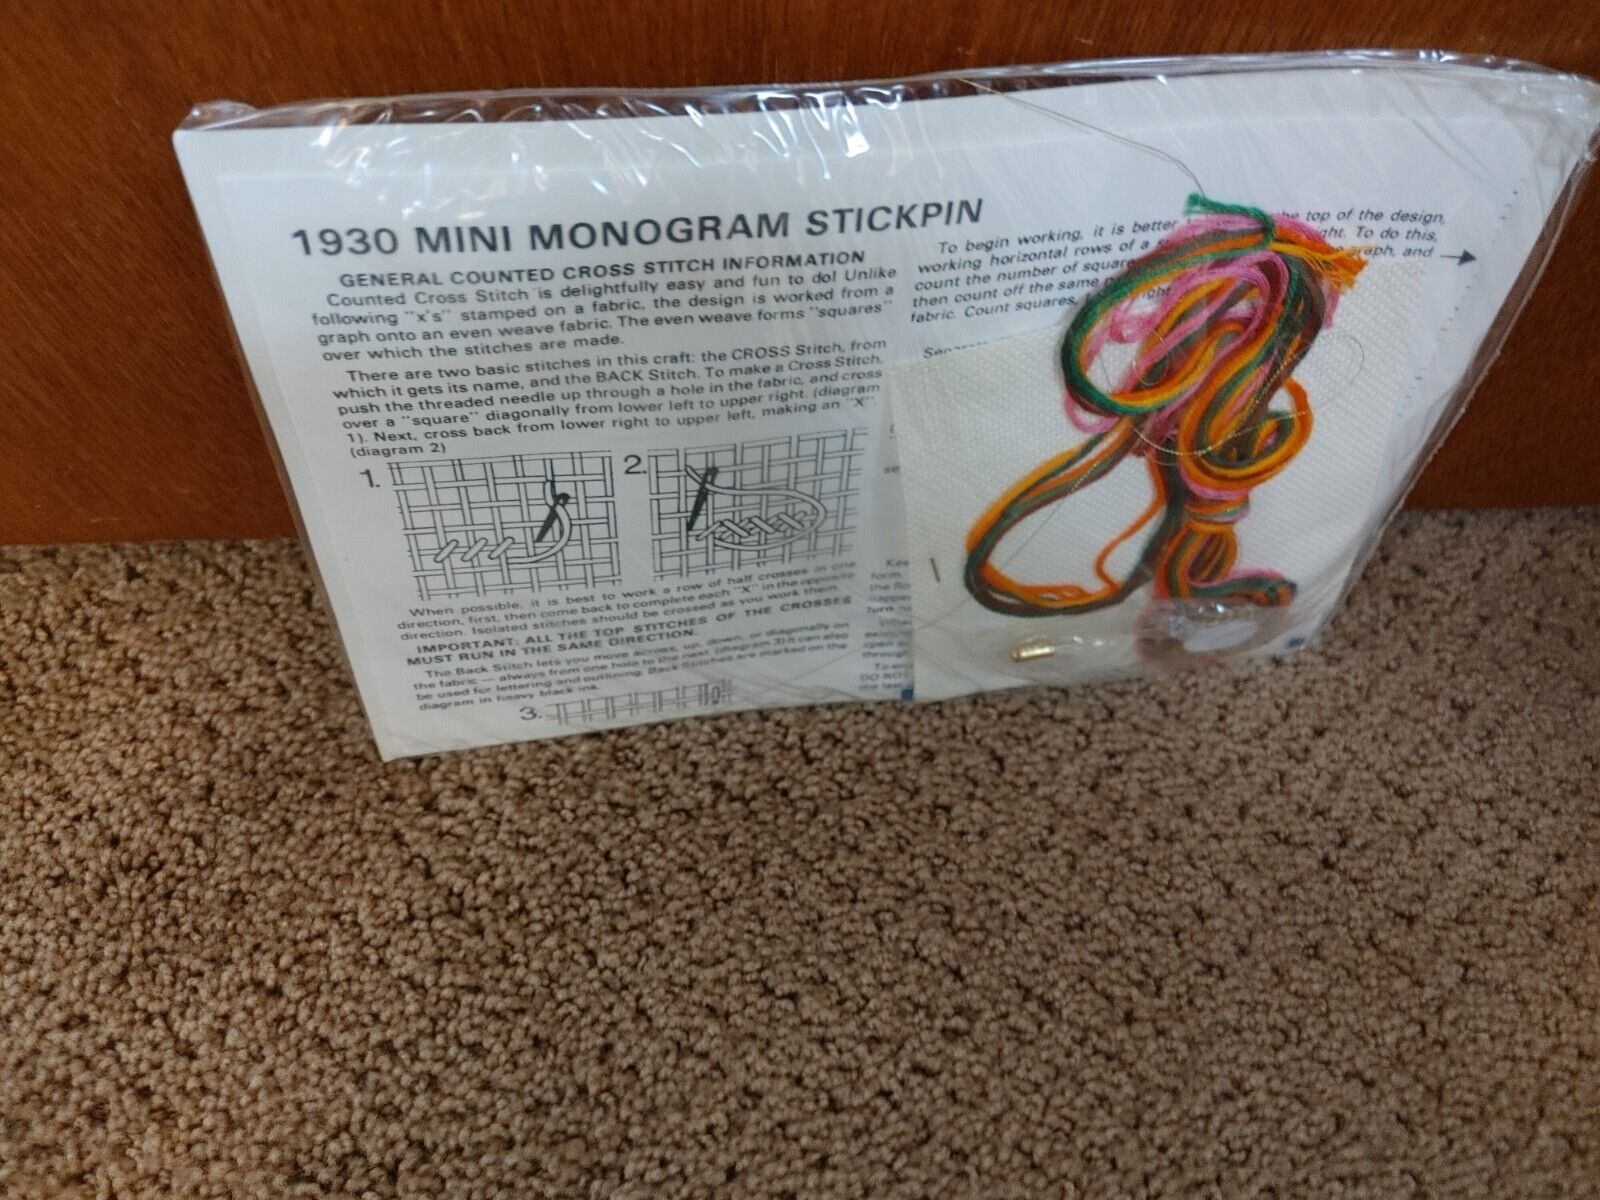 1930 MINI MONOGRAM STICKPIN
GENERAL COUNTED CROSS STITCH INFORMATION
Counted Cross Stitch is delightfully easy and fun to do! Unlike
following "x's" stamped on a fabric, the design is worked from a
graph onto an even weave fabric. The even weave forms "squares"
over which the stitches are made.
There are two basic stitches in this craft: the CROSS Stitch, from
which it gets its name, and the BACK Stitch. To make a Cross Stitch,
push the threaded needle up through a hole in the fabric, and cross
over a "square" diagonally from lower left to upper right. (diagram
1). Next, cross back from lower right to upper left, making an "X".
(diagram 2)
1.
2.
When possible, it is best to work a row of half crosses in one
direction, first, then come back to complete each "X" in the opposite
direction. Isolated stitches should be crossed as you work them.
IMPORTANT: ALL THE TOP STITCHES OF THE CROSSES
MUST RUN IN THE SAME DIRECTION.
The Back Stitch lets you move across, up, down, or diagonally on
the fabric — always from one hole to the next. (diagram 3) It can also
be used for lettering and outlining. Back Stitches are marked on the
diagram in heavy black ink.
3.
To begin working, it is better the top of the design,
working horizontal rows of a ight. To do this,
count the number of square graph, and
then count off the same right
fabric. Count squares,
se
Kee
form.
the flo
turn
through
DO NO